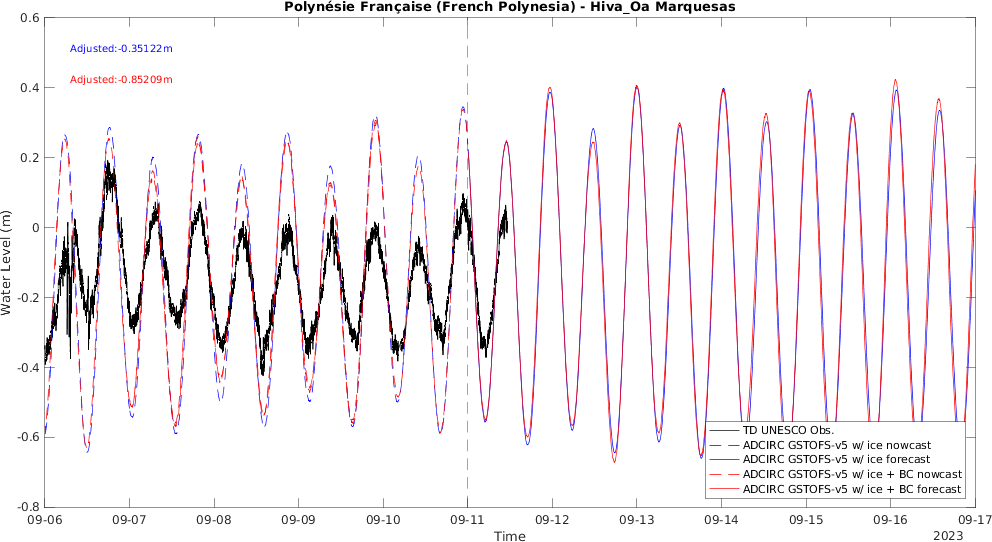 Polynésie Française (French Polynesia) - Hiva_Oa Marquesas
Adjusted:-0.35122m
Adjusted:-0.85209m
Water Level (m)
0.6
0.4
0.2
0
-0.2
-0.4
-0.6
-0.8
TD UNESCO Obs.
ADCIRC GSTOFS-v5 w/ ice nowcast
ADCIRC GSTOFS-v5 w/ ice forecast
ADCIRC GSTOFS-v5 w/ ice + BC nowcast
ADCIRC GSTOFS-v5 w/ ice + BC forecast
09-06 09-07 09-08 09-09 09-10 09-11 09-12 09-13 09-14 09-15 09-16 09-17
Time
2023